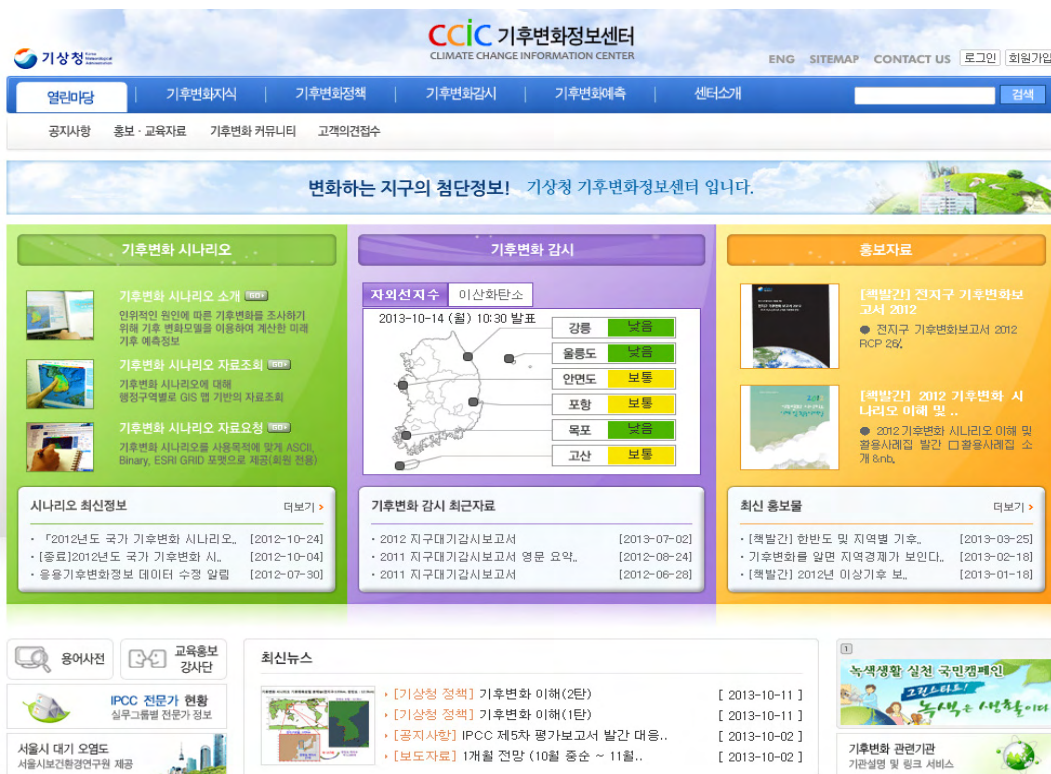 기상청
CCiC 기후변화정보센터
CLIMATE CHANGE INFORMATION CENTER
ENG SITEMAP CONTACT US 로그인 회원가입
열린마당 기후변화지식 기후변화정책 기후변화감시 기후변화예측 센터소개 검색
공지사항 홍보·교육자료 기후변화 커뮤니티 고객의견접수
변화하는 지구의 첨단정보! 기상청 기후변화정보센터 입니다.
기후변화 시나리오
기후변화 시나리오 소개 GO
인위적인 원인에 따른 기후변화를 조사하기
위해 기후 변화모델을 이용하여 계산한 미래
기후 예측정보
기후변화 시나리오 자료조회 GO
기후변화 시나리오에 대해
행정구역별로 GIS 맵 기반의 자료조회
기후변화 시나리오 자료요청 GO
기후변화 시나리오를 사용목적에 맞게 ASCII,
Binary, ESRI GRID 포맷으로 제공(회원 전용)
기후변화 감시
자외선지수 이산화탄소
2013-10-14 (월) 10:30 발표
강릉 낮음
울릉도 낮음
안면도 보통
포항 보통
목포 낮음
고산 보통
홍보자료
[책발간] 전지구 기후변화보
고서 2012
● 전지구 기후변화보고서 2012
RCP 26/.
[책발간] 2012 기후변화 시
나리오 이해 및 ..
● 2012 기후변화 시나리오 이해 및
활용사례집 발간 □활용사례집 소
개 &nb.
시나리오 최신정보 더보기 >
· 「2012년도 국가 기후변화 시나리오.. [2012-10-24]
· [종료]2012년도 국가 기후변화 시.. [2012-10-04]
· 응용기후변화정보 데이터 수정 알림 [2012-07-30]
기후변화 감시 최근자료
· 2012 지구대기감시보고서 [2013-07-02]
· 2011 지구대기감시보고서 영문 요약.. [2012-08-24]
· 2011 지구대기감시보고서 [2012-06-28]
최신 홍보물 더보기 >
· [책발간] 한반도 및 지역별 기후.. [2013-03-25]
· 기후변화를 알면 지역경제가 보인다.. [2013-02-18]
· [책발간] 2012년 이상기후 보.. [2013-01-18]
용어사전
교육홍보
강사단
IPCC 전문가 현황
실무그룹별 전문가 정보
서울시 대기 오염도
서울시보건환경연구원 제공
최신뉴스
[기상청 정책] 기후변화 이해(2탄) [ 2013-10-11 ]
[기상청 정책] 기후변화 이해(1탄) [ 2013-10-11 ]
[공지사항] IPCC 제5차 평가보고서 발간 대응.. [ 2013-10-02 ]
[보도자료] 1개월 전망 (10월 중순 ~ 11월.. [ 2013-10-02 ]
1
녹색생활 실천 국민캠페인
그린스타트!
녹색은 생활이다
기후변화 관련기관
기관설명 및 링크 서비스